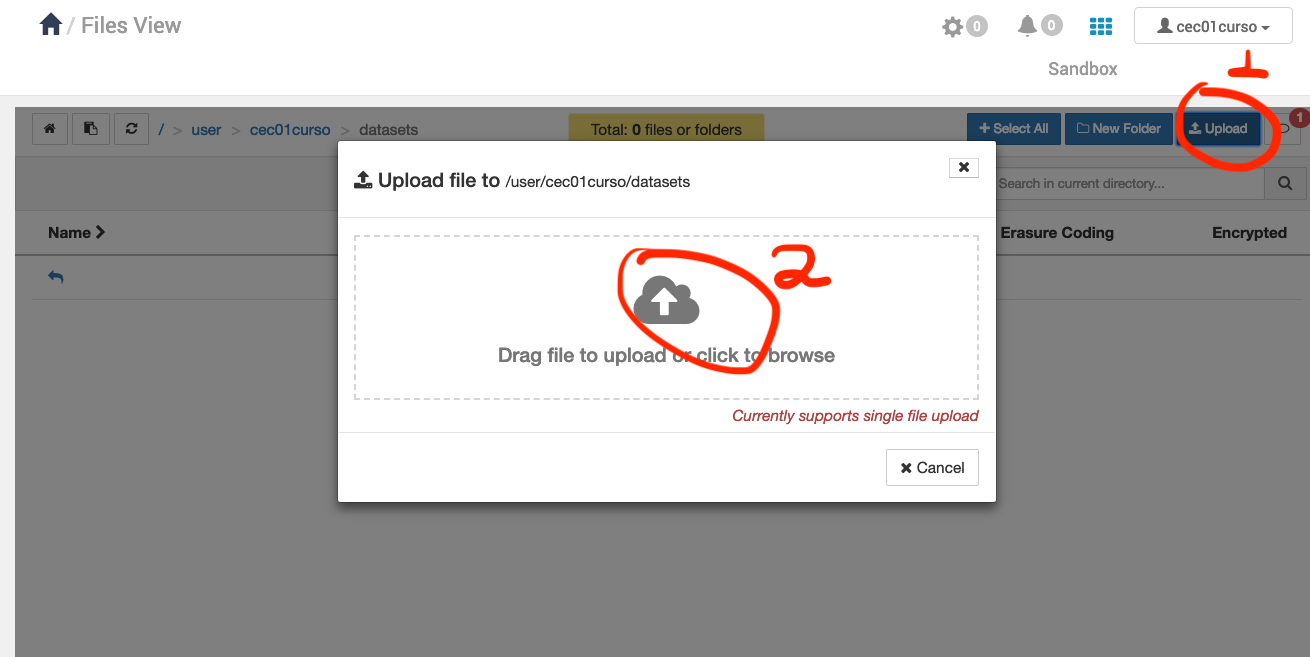 / Files View
0
0
cec01curso
Sandbox
1
/ > user > cec01curso > datasets
Total: 0 files or folders
Select All
New Folder
Upload
1
Upload file to /user/cec01curso/datasets
Search in current directory...
Name
Erasure Coding
Encrypted
2
Drag file to upload or click to browse
Currently supports single file upload
Cancel